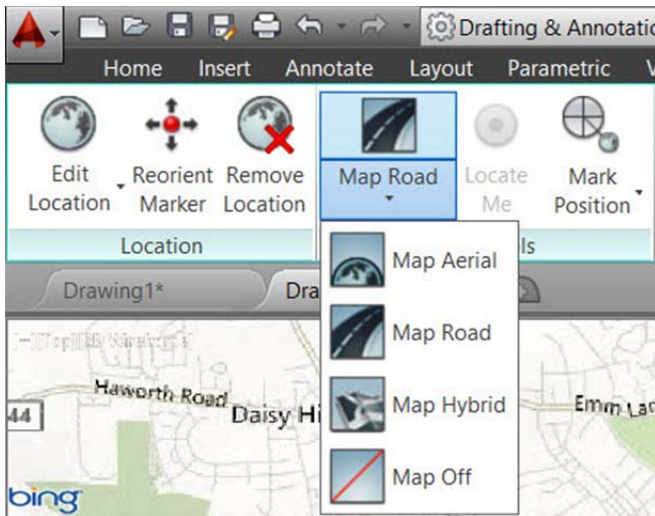 Drafting & Annotatio
Home Insert Annotate Layout Parametric V
Edit Location
Reorient Marker
Remove Location
Map Road
Locate Me
Mark Position
Location
ls
Drawing1*
Dra
Map Aerial
Map Road
Map Hybrid
Map Off
Haworth Road
44
Daisy Hi
Emm Lan
bing